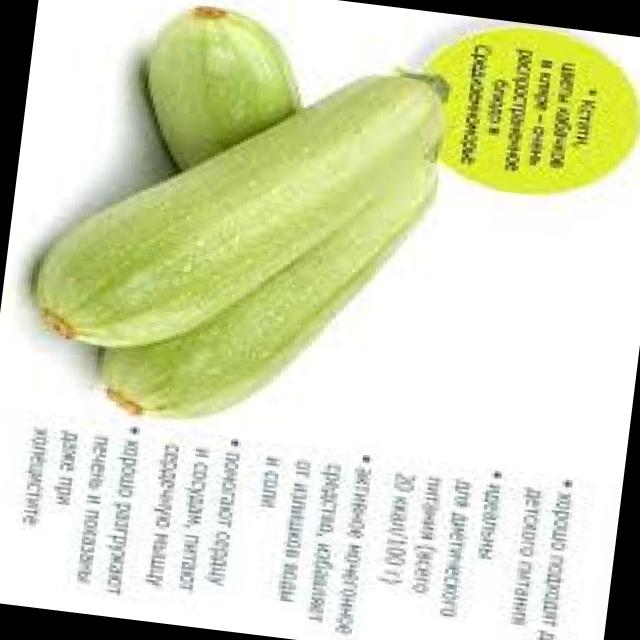 * Кстати,
цветы кабачков
в кляре – очень
распространенное
блюдо в
Средиземноморье
• хорошо подходит д
детского питания
• идеальны
для диетического
питания (всего
20 ккал/100 г)
• активное мочегонное
средство, избавляет
от излишков воды
и соли
• помогают сердцу
и сосудам, питают
сердечную мышцу
• хорошо разгружают
печень и полезны
даже при
холецистите